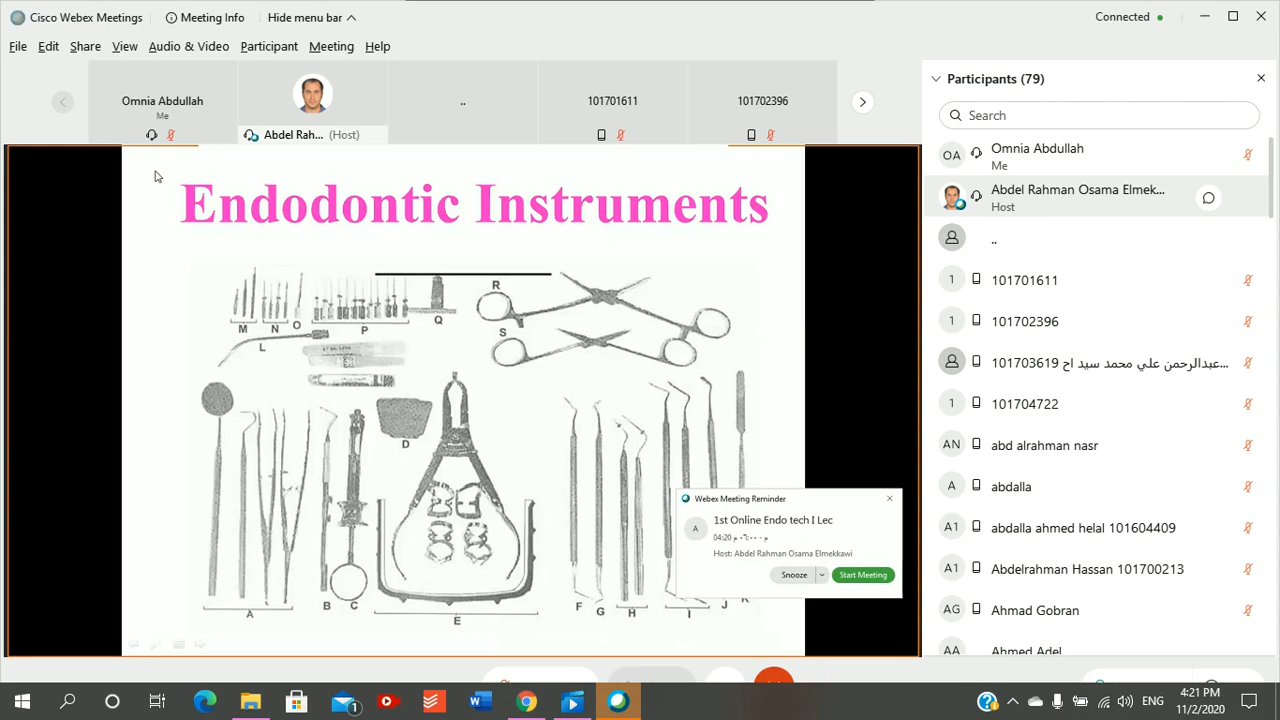 Cisco Webex Meetings
Meeting Info
Hide menu bar
Connected
File Edit Share View Audio & Video Participant Meeting Help
Omnia Abdullah
Me
Abdel Rah... (Host)
..
101701611
101702396
Endodontic Instruments
M N O P Q R
S
L
D
A B C E F G H I J
Webex Meeting Reminder
A
1st Online Endo tech I Lec
Host: Abdel Rahman Osama Elmekkawi
Snooze
Start Meeting
Participants (79)
Search
OA Omnia Abdullah
Me
Abdel Rahman Osama Elmek...
Host
..
1 101701611
1 101702396
101703619 عبدالرحمن علي محمد سيد اح...
1 101704722
AN abd alrahman nasr
A abdalla
A1 abdalla ahmed helal 101604409
A1 Abdelrahman Hassan 101700213
AG Ahmad Gobran
AA Ahmed Adel
1
W
ENG
4:21 PM
11/2/2020